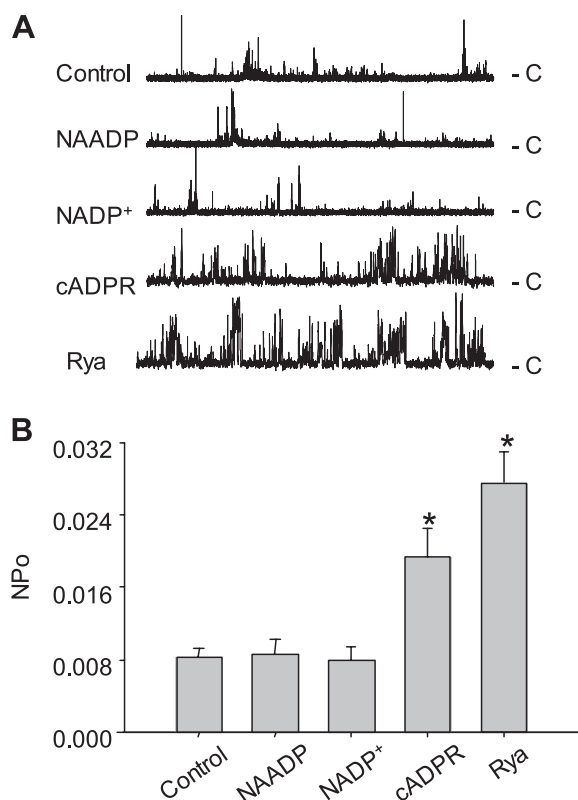 A
Control - C
NAADP - C
NADP⁺ - C
cADPR - C
Rya - C
B
0.032
0.024
0.016
0.008
0.000
NPo
* *
Control NAADP NADP⁺ cADPR Rya